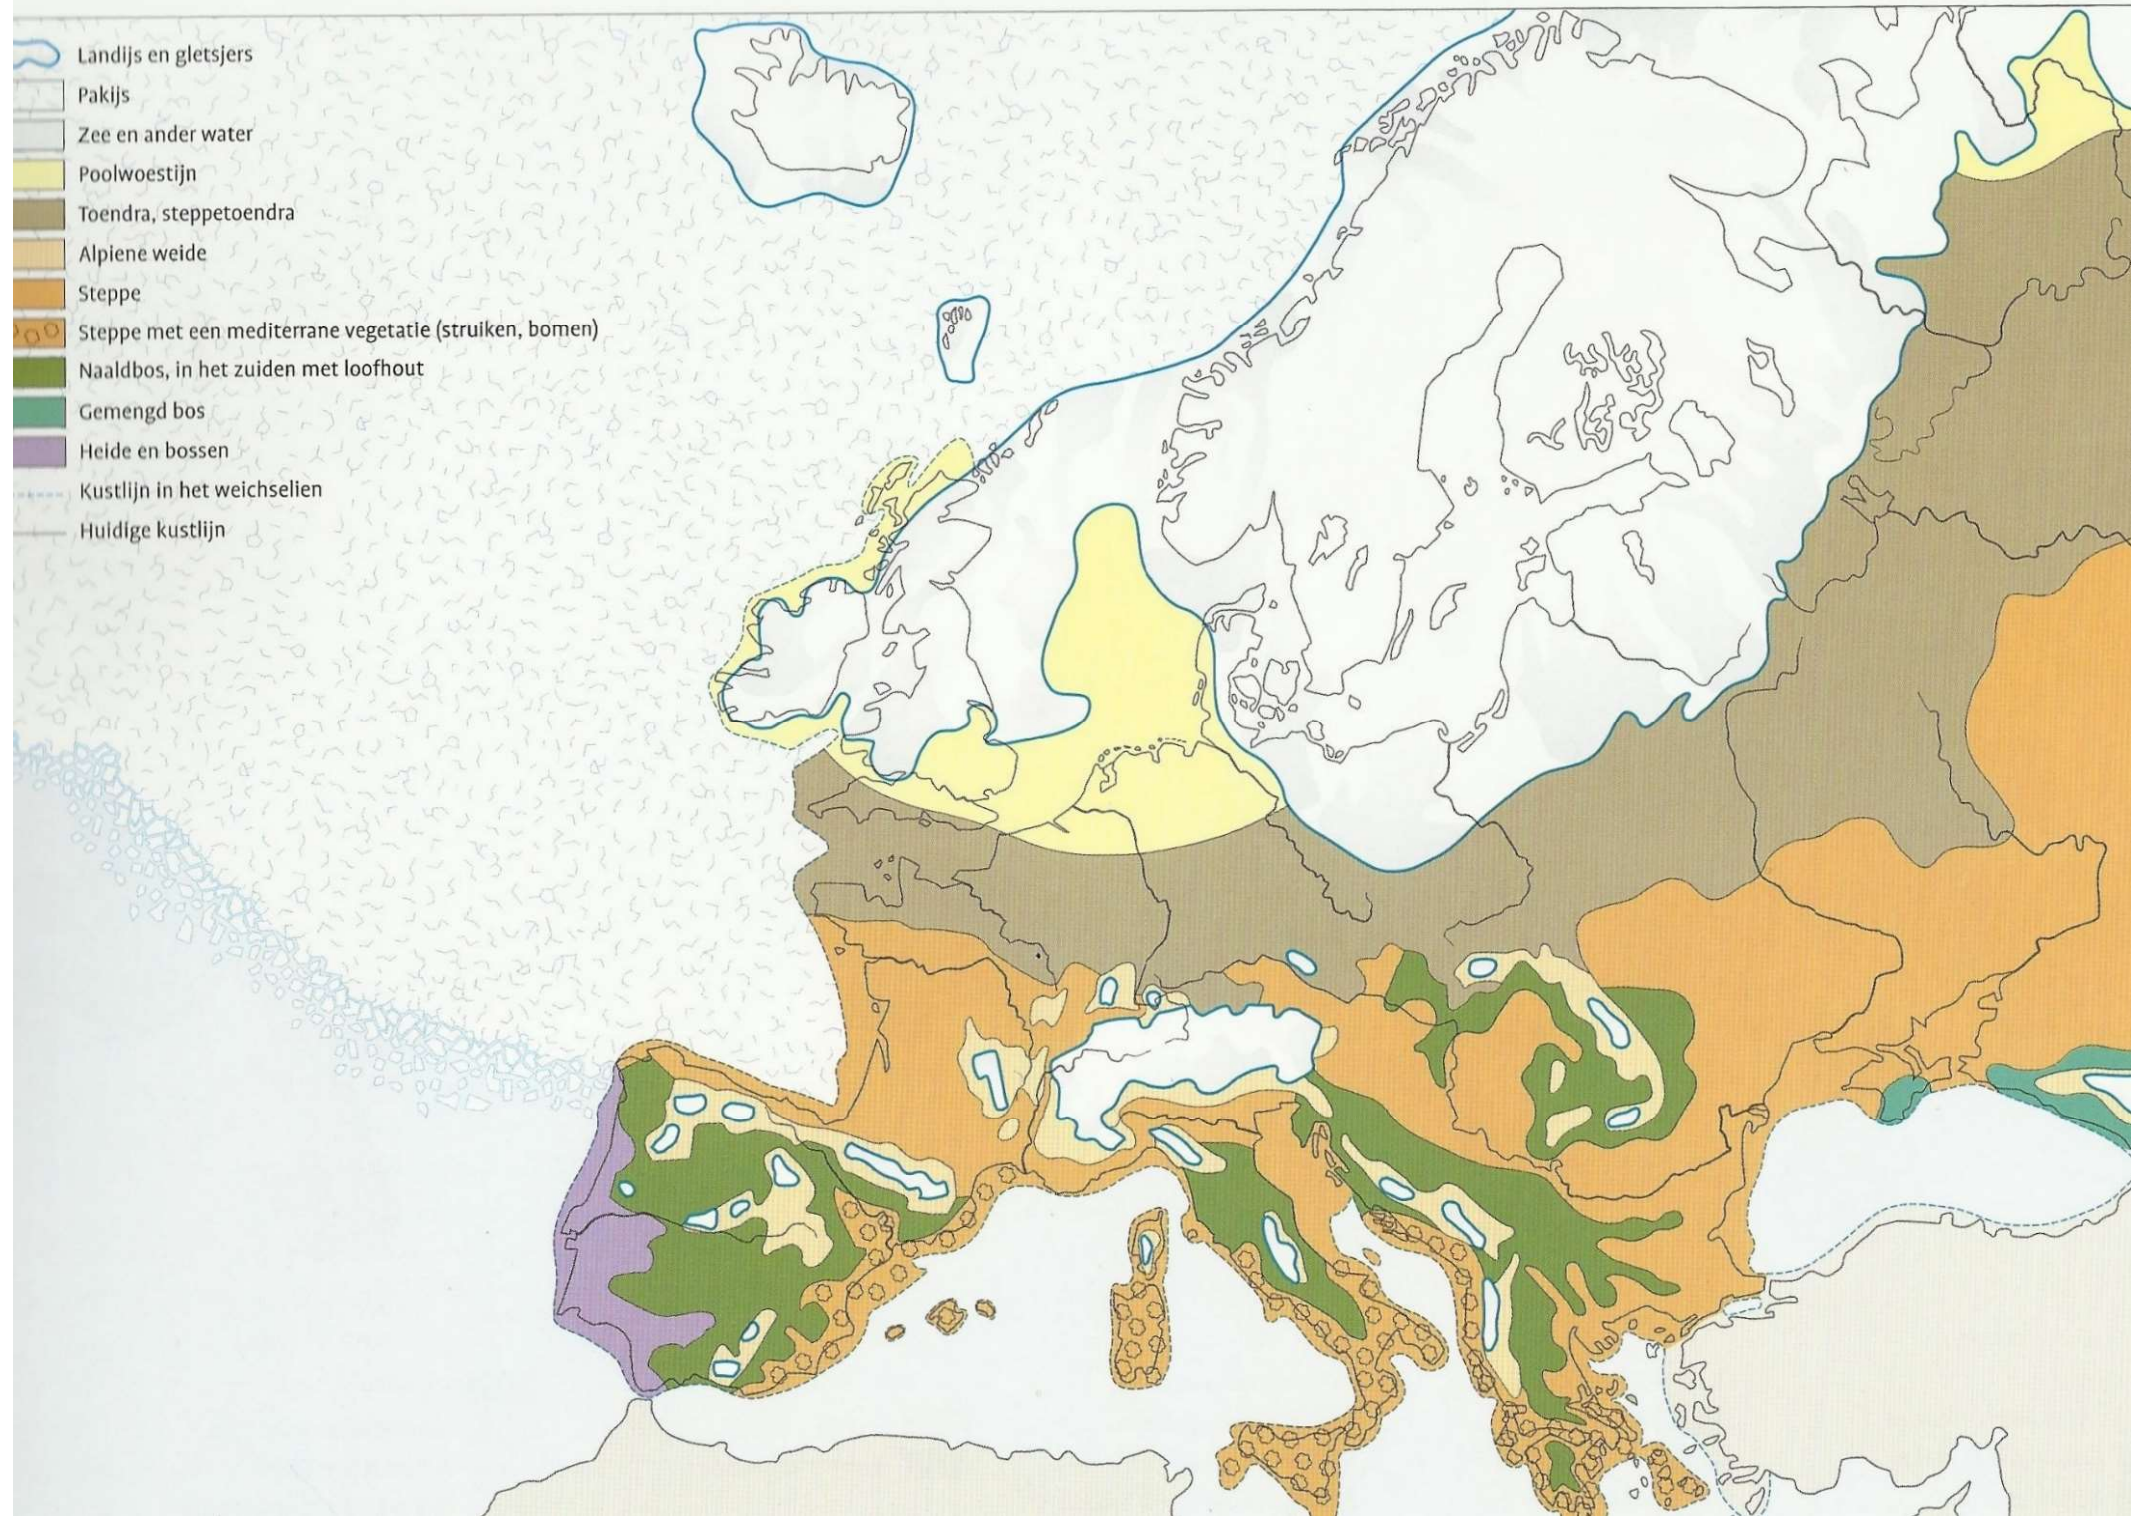 Landijs en gletsjers
Pakijs
Zee en ander water
Poolwoestijn
Toendra, steppetoendra
Alpiene weide
Steppe
Steppe met een mediterrane vegetatie (struiken, bomen)
Naaldbos, in het zuiden met loofhout
Gemengd bos
Heide en bossen
Kustlijn in het weichselien
Huidige kustlijn